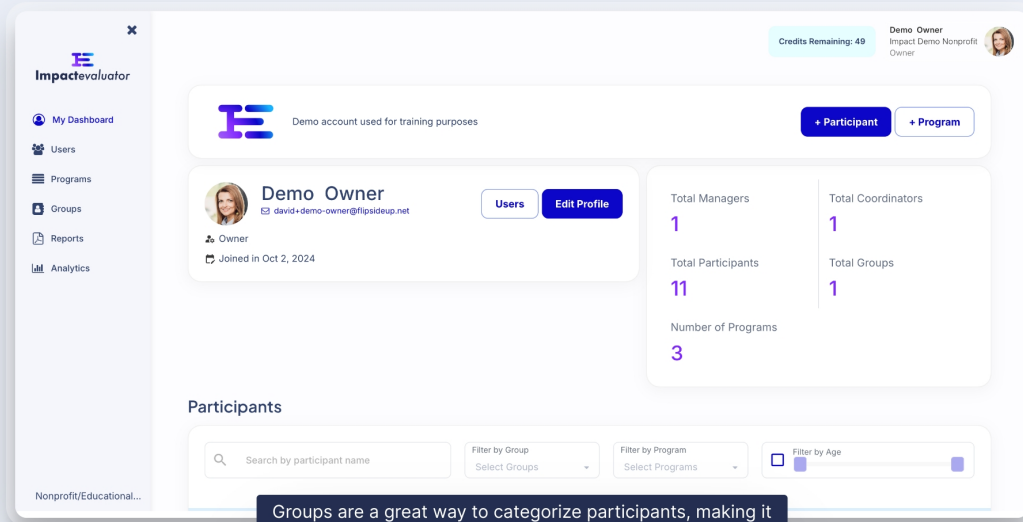 Credits Remaining: 49
Demo Owner
Impact Demo Nonprofit
Owner
Impactevaluator
My Dashboard
Users
Programs
Groups
Reports
Analytics
Nonprofit/Educational...
Demo account used for training purposes
+ Participant
+ Program
Demo Owner
david+demo-owner@flipsideup.net
Users
Edit Profile
Owner
Joined in Oct 2, 2024
Total Managers
1
Total Coordinators
1
Total Participants
11
Total Groups
1
Number of Programs
3
Participants
Search by participant name
Filter by Group
Select Groups
Filter by Program
Select Programs
Filter by Age
Groups are a great way to categorize participants, making it